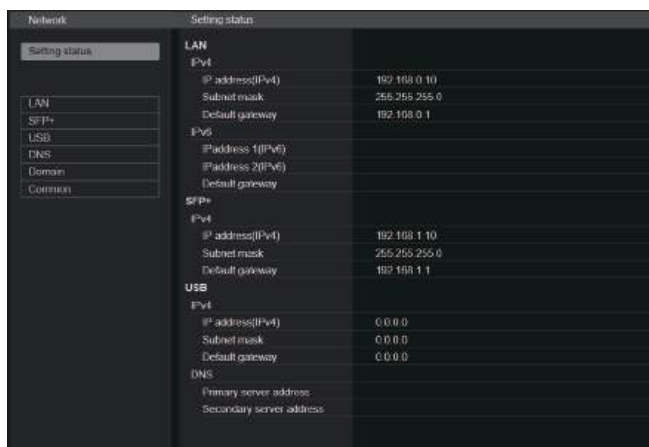 Network
Setting status
Setting status
LAN
SFP+
USB
DNS
Domain
Common
LAN
IPv4
IP address(IPv4) 192.168.0.10
Subnet mask 255.255.255.0
Default gateway 192.168.0.1
IPv6
IPaddress 1(IPv6)
IPaddress 2(IPv6)
Default gateway
SFP+
IPv4
IP address(IPv4) 192.168.1.10
Subnet mask 255.255.255.0
Default gateway 192.168.1.1
USB
IPv4
IP address(IPv4) 0.0.0.0
Subnet mask 0.0.0.0
Default gateway 0.0.0.0
DNS
Primary server address
Secondary server address